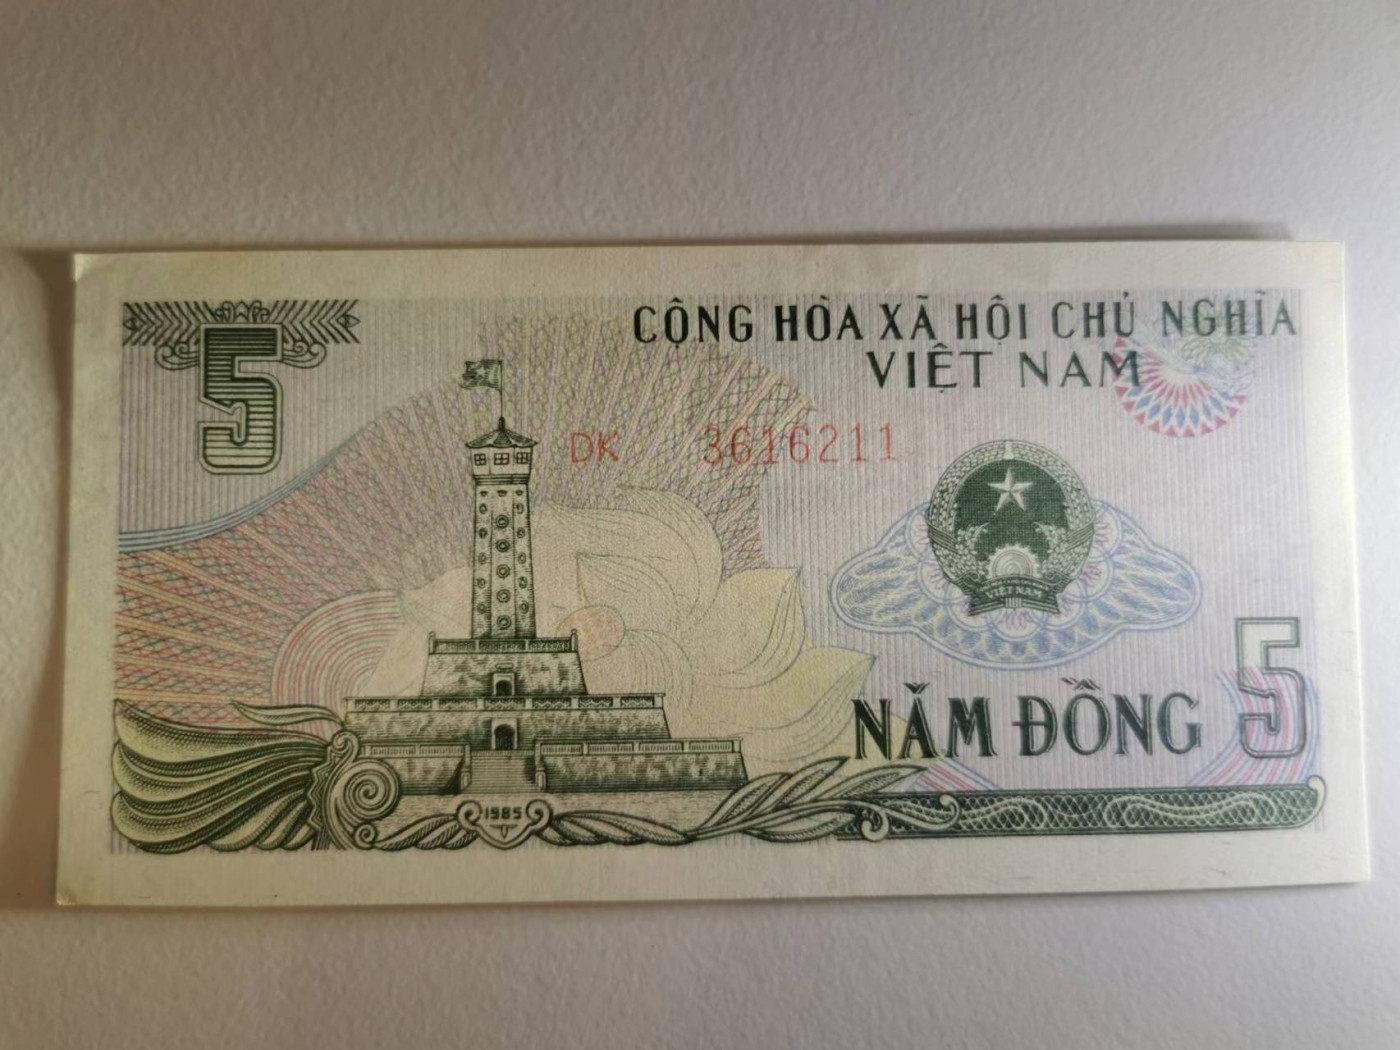 5
CỘNG HÒA XÃ HỘI CHỦ NGHĨA
VIỆT NAM
DK 3616211
VIỆT NAM
5
NĂM ĐỒNG
1985